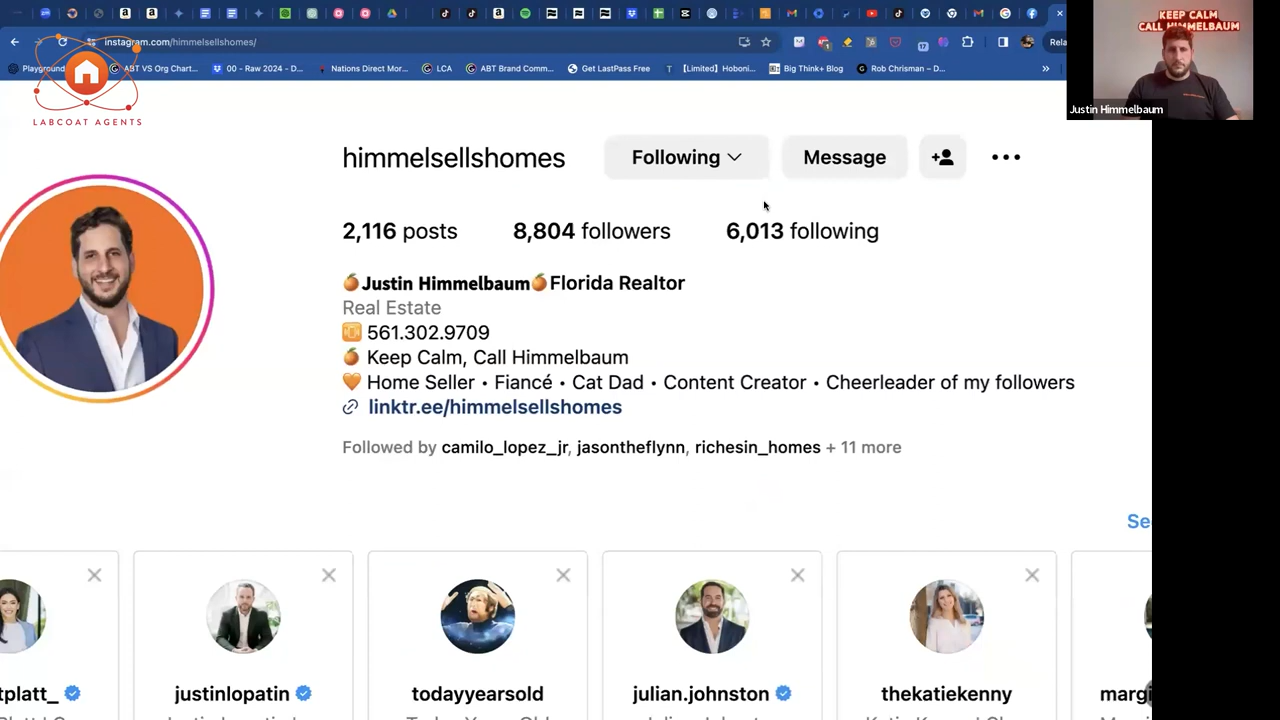 instagram.com/himmelsellshomes/
Rela
Playground
ABT VS Org Chart...
00 - Raw 2024 - D...
Nations Direct Mor...
LCA
ABT Brand Comm...
Get LastPass Free
【Limited】Hoboni...
Big Think+ Blog
Rob Chrisman – D...
»
LABCOAT AGENTS
KEEP CALM
CALL HIMMELBAUM
Justin Himmelbaum
himmelsellshomes
Following
Message
2,116 posts
8,804 followers
6,013 following
🍊Justin Himmelbaum🍊Florida Realtor
Real Estate
561.302.9709
🍊 Keep Calm, Call Himmelbaum
🧡 Home Seller • Fiancé • Cat Dad • Content Creator • Cheerleader of my followers
linktr.ee/himmelsellshomes
Followed by camilo_lopez_jr, jasontheflynn, richesin_homes + 11 more
Se
tplatt_
justinlopatin
todayyearsold
julian.johnston
thekatiekenny
margi